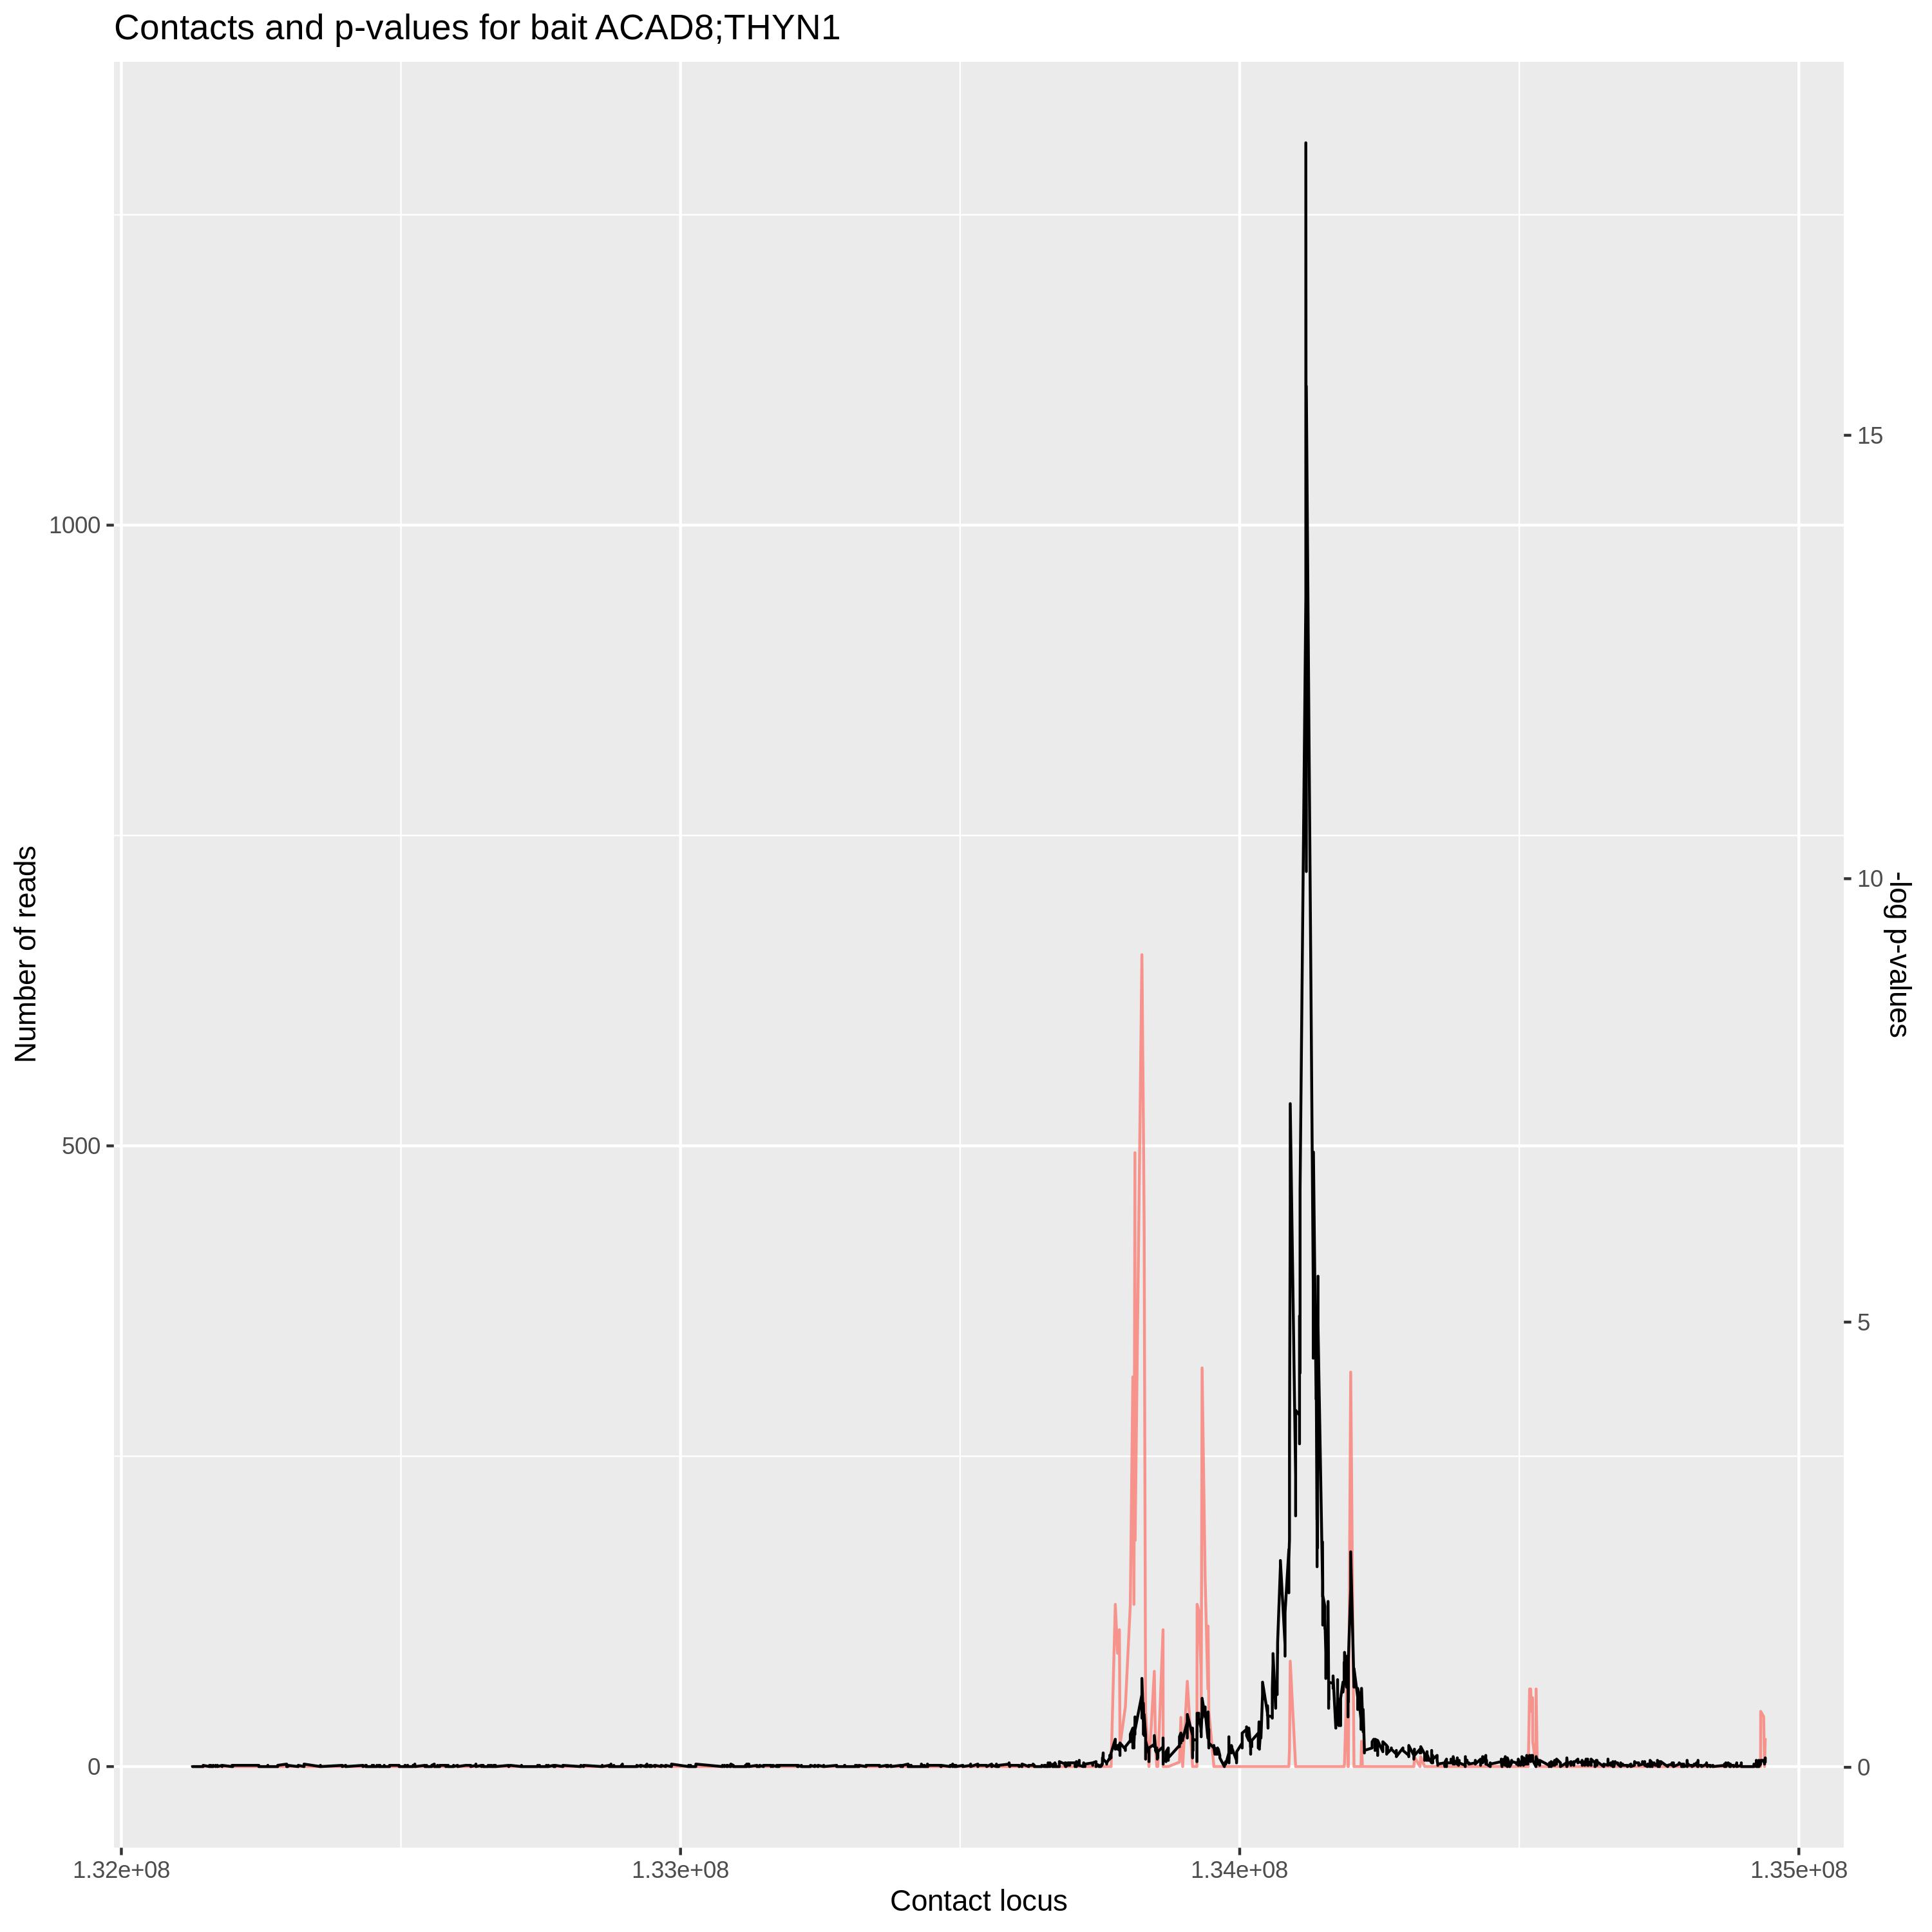 Contacts and p-values for bait ACAD8;THYN1
Number of reads
1000
500
0
15
10
5
0
-log p-values
1.32e+08
1.33e+08
1.34e+08
1.35e+08
Contact locus